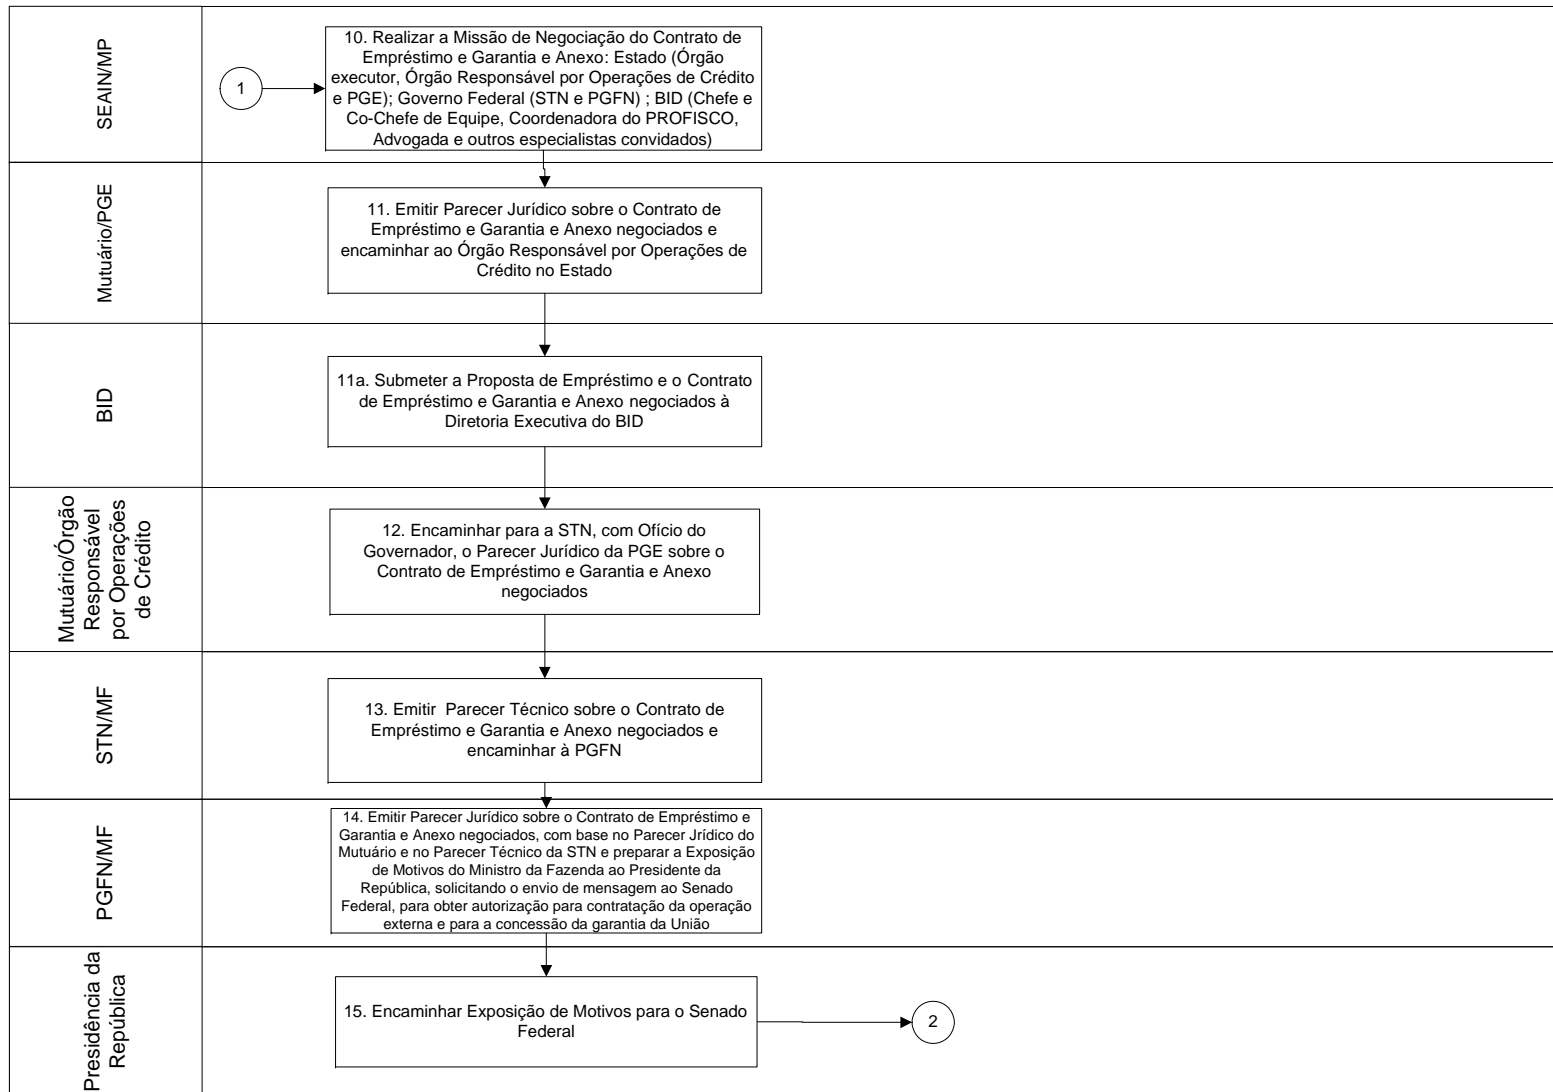 SEAIN/MP
1
10. Realizar a Missão de Negociação do Contrato de
Empréstimo e Garantia e Anexo: Estado (Órgão
executor, Órgão Responsável por Operações de Crédito
e PGE); Governo Federal (STN e PGFN) ; BID (Chefe e
Co-Chefe de Equipe, Coordenadora do PROFISCO,
Advogada e outros especialistas convidados)
Mutuário/PGE
11. Emitir Parecer Jurídico sobre o Contrato de
Empréstimo e Garantia e Anexo negociados e
encaminhar ao Órgão Responsável por Operações de
Crédito no Estado
BID
11a. Submeter a Proposta de Empréstimo e o Contrato
de Empréstimo e Garantia e Anexo negociados à
Diretoria Executiva do BID
Mutuário/Órgão
Responsável
por Operações
de Crédito
12. Encaminhar para a STN, com Ofício do
Governador, o Parecer Jurídico da PGE sobre o
Contrato de Empréstimo e Garantia e Anexo
negociados
STN/MF
13. Emitir Parecer Técnico sobre o Contrato de
Empréstimo e Garantia e Anexo negociados e
encaminhar à PGFN
PGFN/MF
14. Emitir Parecer Jurídico sobre o Contrato de Empréstimo e
Garantia e Anexo negociados, com base no Parecer Jrídico do
Mutuário e no Parecer Técnico da STN e preparar a Exposição
de Motivos do Ministro da Fazenda ao Presidente da
República, solicitando o envio de mensagem ao Senado
Federal, para obter autorização para contratação da operação
externa e para a concessão da garantia da União
Presidência da
República
15. Encaminhar Exposição de Motivos para o Senado
Federal
2